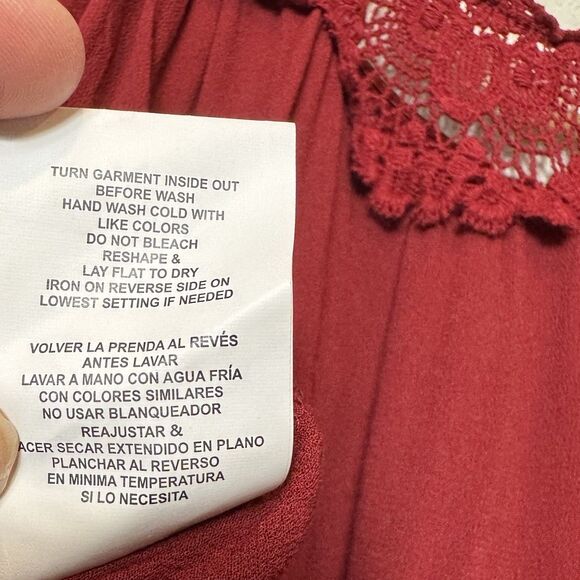 TURN GARMENT INSIDE OUT
BEFORE WASH
HAND WASH COLD WITH
LIKE COLORS
DO NOT BLEACH
RESHAPE &
LAY FLAT TO DRY
IRON ON REVERSE SIDE ON
LOWEST SETTING IF NEEDED
VOLVER LA PRENDA AL REVÉS
ANTES LAVAR
LAVAR A MANO CON AGUA FRÍA
CON COLORES SIMILARES
NO USAR BLANQUEADOR
REAJUSTAR &
ACER SECAR EXTENDIDO EN PLANO
PLANCHAR AL REVERSO
EN MINIMA TEMPERATURA
SI LO NECESITA